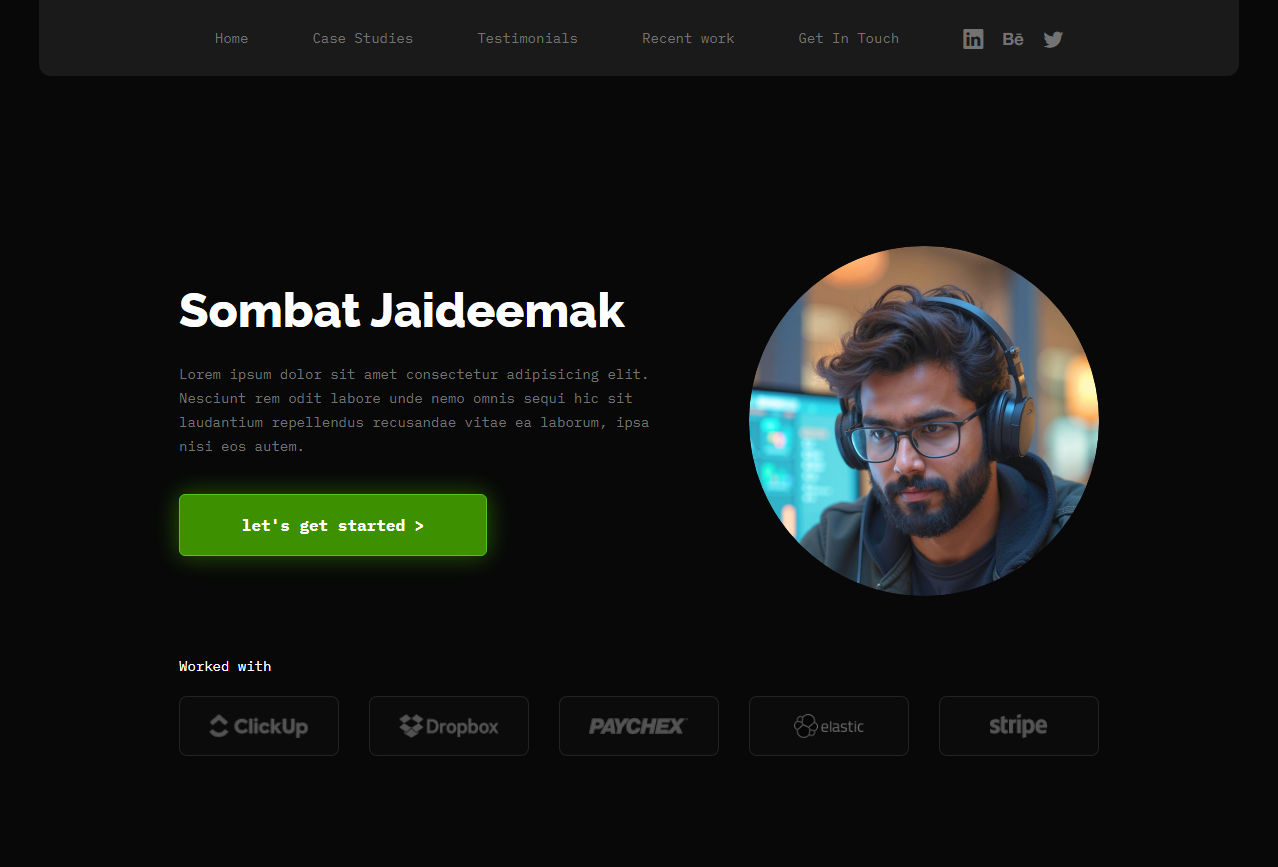 Home Case Studies Testimonials Recent work Get In Touch in Bē
Sombat Jaideemak
Lorem ipsum dolor sit amet consectetur adipisicing elit.
Nesciunt rem odit labore unde nemo omnis sequi hic sit
laudantium repellendus recusandae vitae ea laborum, ipsa
nisi eos autem.
let's get started >
Worked with
ClickUp Dropbox PAYCHEX elastic stripe